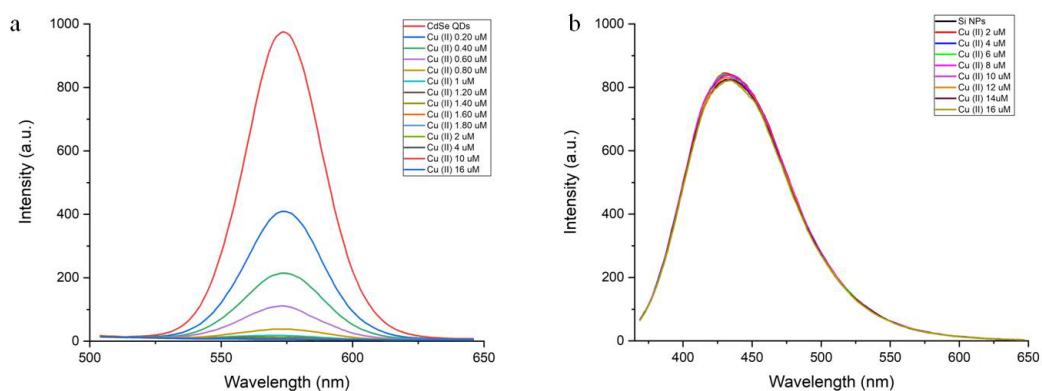 a
1000
800
600
400
200
0
Intensity (a.u.)
500
550
600
650
Wavelength (nm)
CdSe QDs
Cu (II) 0.20 uM
Cu (II) 0.40 uM
Cu (II) 0.60 uM
Cu (II) 0.80 uM
Cu (II) 1 uM
Cu (II) 1.20 uM
Cu (II) 1.40 uM
Cu (II) 1.60 uM
Cu (II) 1.80 uM
Cu (II) 2 uM
Cu (II) 4 uM
Cu (II) 10 uM
Cu (II) 16 uM
b
1000
800
600
400
200
0
Intensity (a.u.)
400
450
500
550
600
650
Wavelength (nm)
Si NPs
Cu (II) 2 uM
Cu (II) 4 uM
Cu (II) 6 uM
Cu (II) 8 uM
Cu (II) 10 uM
Cu (II) 12 uM
Cu (II) 14uM
Cu (II) 16 uM